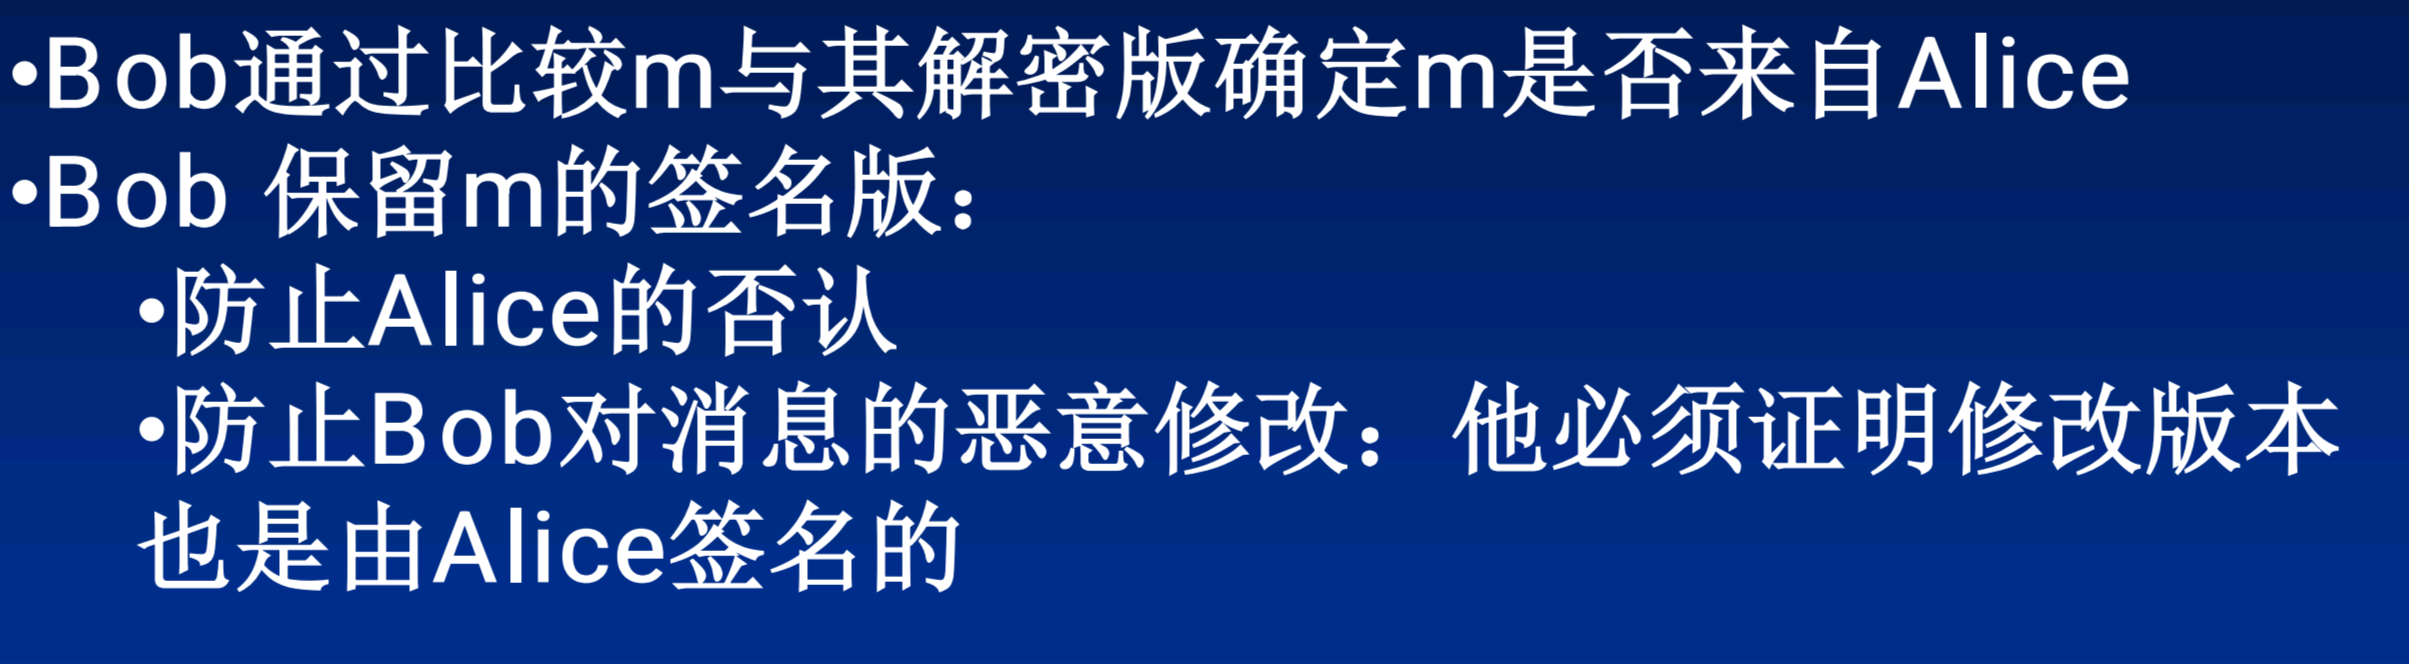 •Bob通过比较m与其解密版确定m是否来自Alice
•Bob 保留m的签名版：
•防止Alice的否认
•防止Bob对消息的恶意修改： 他必须证明修改版本
也是由Alice签名的